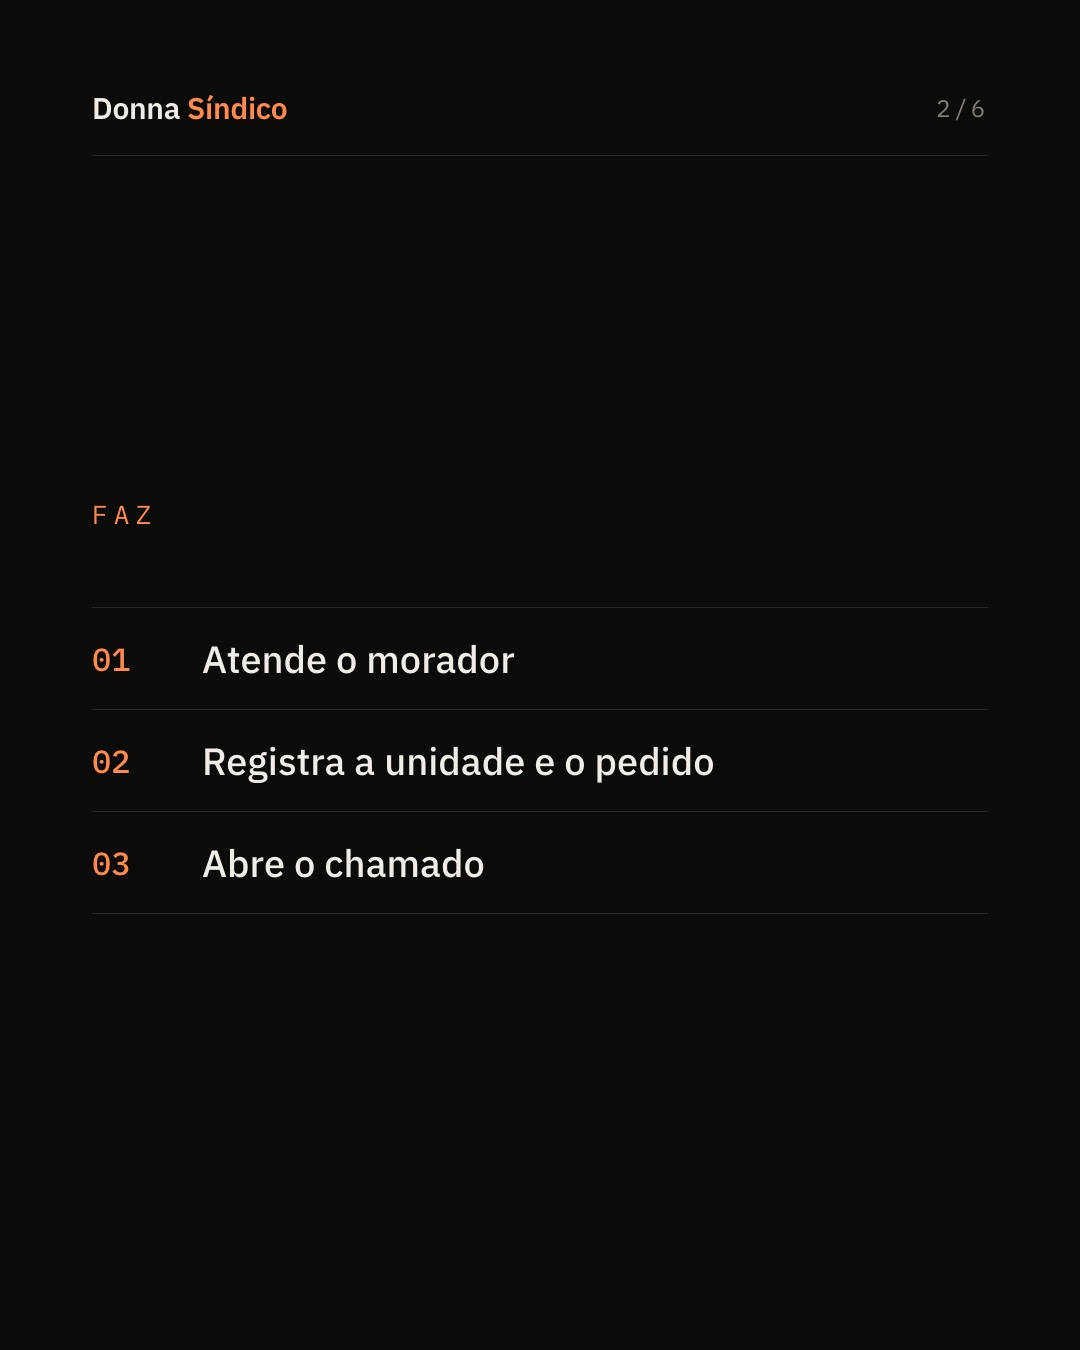 Donna Síndico
2/6
FAZ
01 Atende o morador
02 Registra a unidade e o pedido
03 Abre o chamado